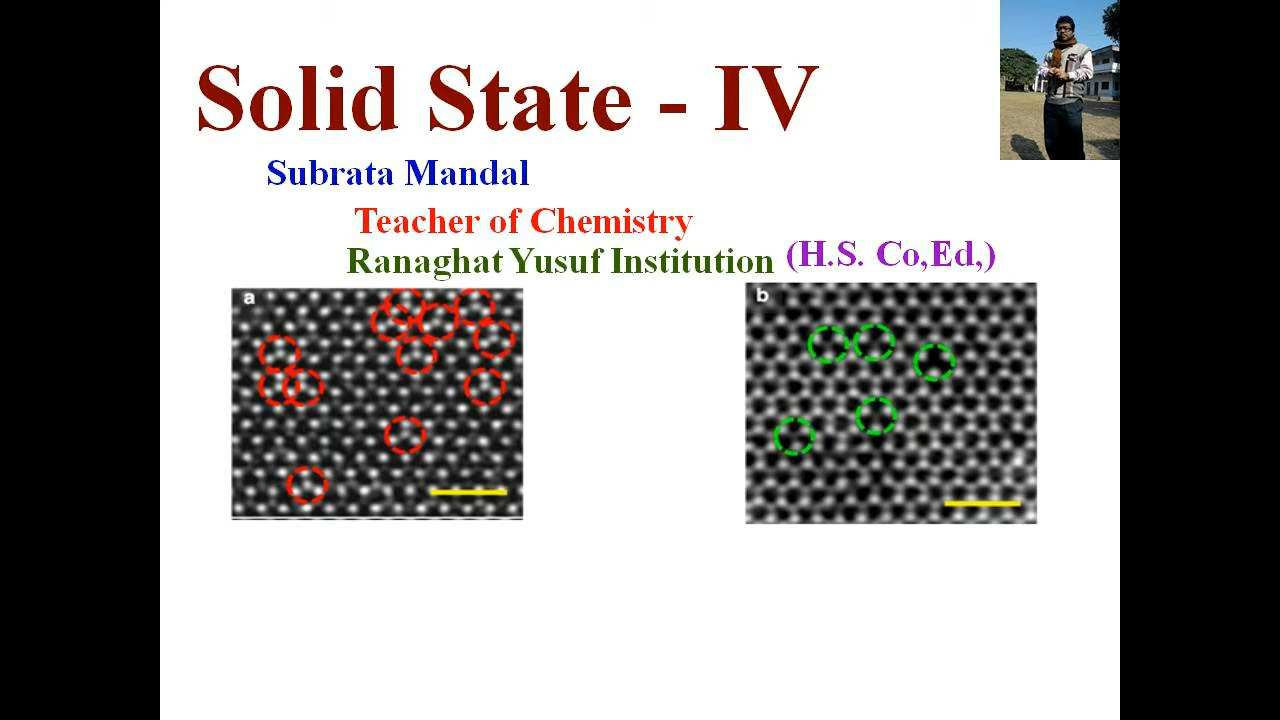 Solid State - IV
Subrata Mandal
Teacher of Chemistry
Ranaghat Yusuf Institution (H.S. Co,Ed,)
a
b